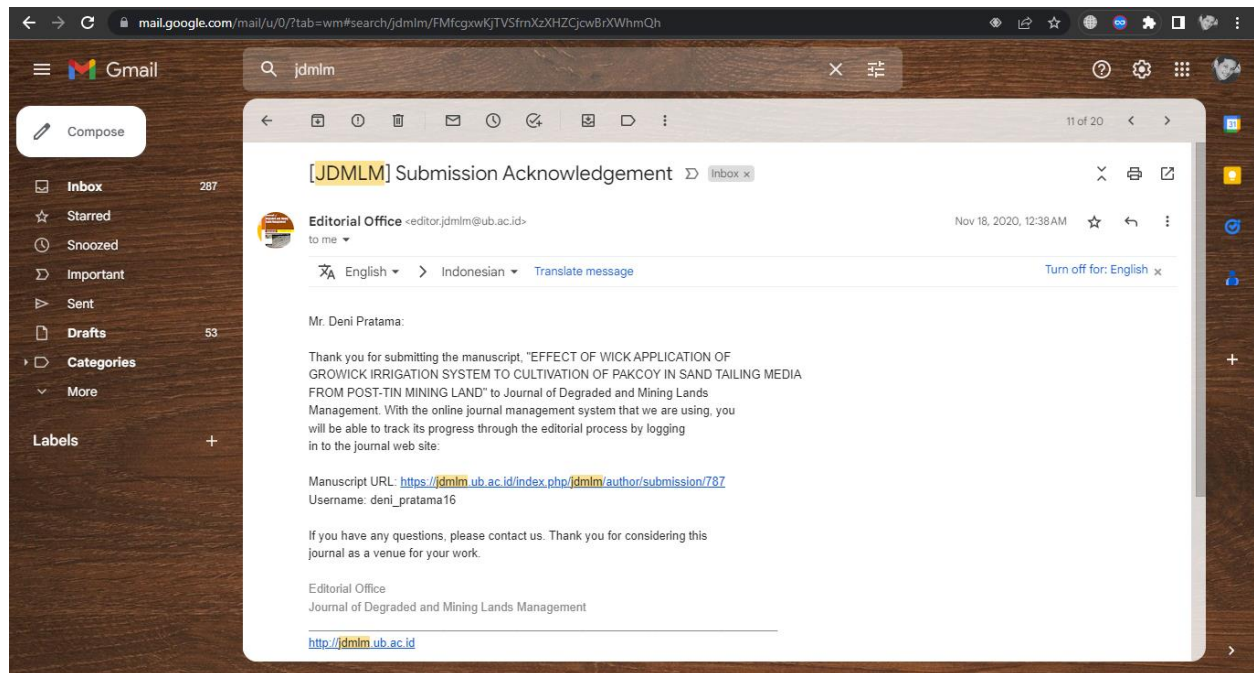 mail.google.com/mail/u/0/?tab=wm#search/jdmlm/FMfcgxwKjTVSfrnXzXHZCjcwBrXWhmQh
Gmail
jdmlm
Compose
11 of 20
Inbox 287
Starred
Snoozed
Important
Sent
Drafts 53
Categories
More
Labels +
[JDMLM] Submission Acknowledgement Inbox x
Editorial Office <editor.jdmlm@ub.ac.id> Nov 18, 2020, 12:38 AM
to me
English > Indonesian Translate message Turn off for: English x
Mr. Deni Pratama:
Thank you for submitting the manuscript, "EFFECT OF WICK APPLICATION OF
GROWICK IRRIGATION SYSTEM TO CULTIVATION OF PAKCOY IN SAND TAILING MEDIA
FROM POST-TIN MINING LAND" to Journal of Degraded and Mining Lands
Management. With the online journal management system that we are using, you
will be able to track its progress through the editorial process by logging
in to the journal web site:
Manuscript URL: https://jdmlm.ub.ac.id/index.php/jdmlm/author/submission/787
Username: deni_pratama16
If you have any questions, please contact us. Thank you for considering this
journal as a venue for your work.
Editorial Office
Journal of Degraded and Mining Lands Management
http://jdmlm.ub.ac.id